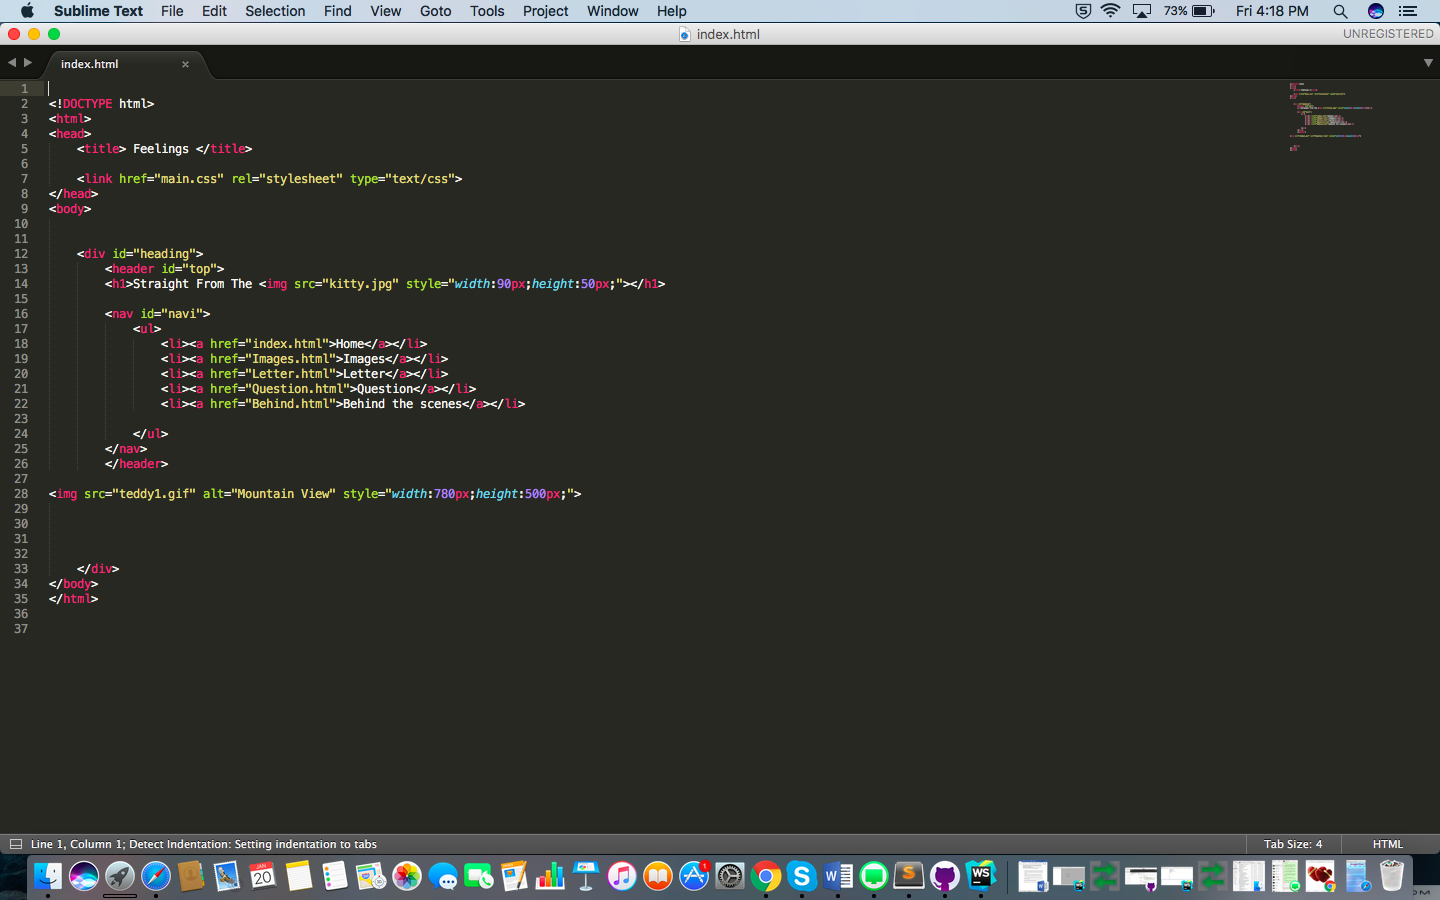 Sublime Text File Edit Selection Find View Goto Tools Project Window Help 73% Fri 4:18 PM
index.html UNREGISTERED
index.html
1
2 <!DOCTYPE html>
3 <html>
4 <head>
5 <title> Feelings </title>
6
7 <link href="main.css" rel="stylesheet" type="text/css">
8 </head>
9 <body>
10
11
12 <div id="heading">
13 <header id="top">
14 <h1>Straight From The <img src="kitty.jpg" style="width:90px;height:50px;"></h1>
15
16 <nav id="navi">
17 <ul>
18 <li><a href="index.html">Home</a></li>
19 <li><a href="Images.html">Images</a></li>
20 <li><a href="Letter.html">Letter</a></li>
21 <li><a href="Question.html">Question</a></li>
22 <li><a href="Behind.html">Behind the scenes</a></li>
23
24 </ul>
25 </nav>
26 </header>
27
28 <img src="teddy1.gif" alt="Mountain View" style="width:780px;height:500px;">
29
30
31
32
33 </div>
34 </body>
35 </html>
36
37
Line 1, Column 1; Detect Indentation: Setting indentation to tabs Tab Size: 4 HTML
JAN
20
1
S
W
S
WS